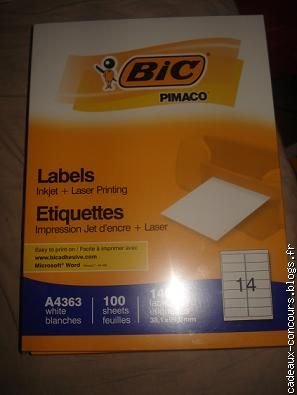 BiC
PIMACO
Labels
Inkjet + Laser Printing
Etiquettes
Impression Jet d'encre + Laser
Easy to print on / Facile à imprimer avec
www.bicadhesive.com
Microsoft® Word
14
A4363
white
blanches
100
sheets
feuilles
cadeaux-concours.blogs.fr